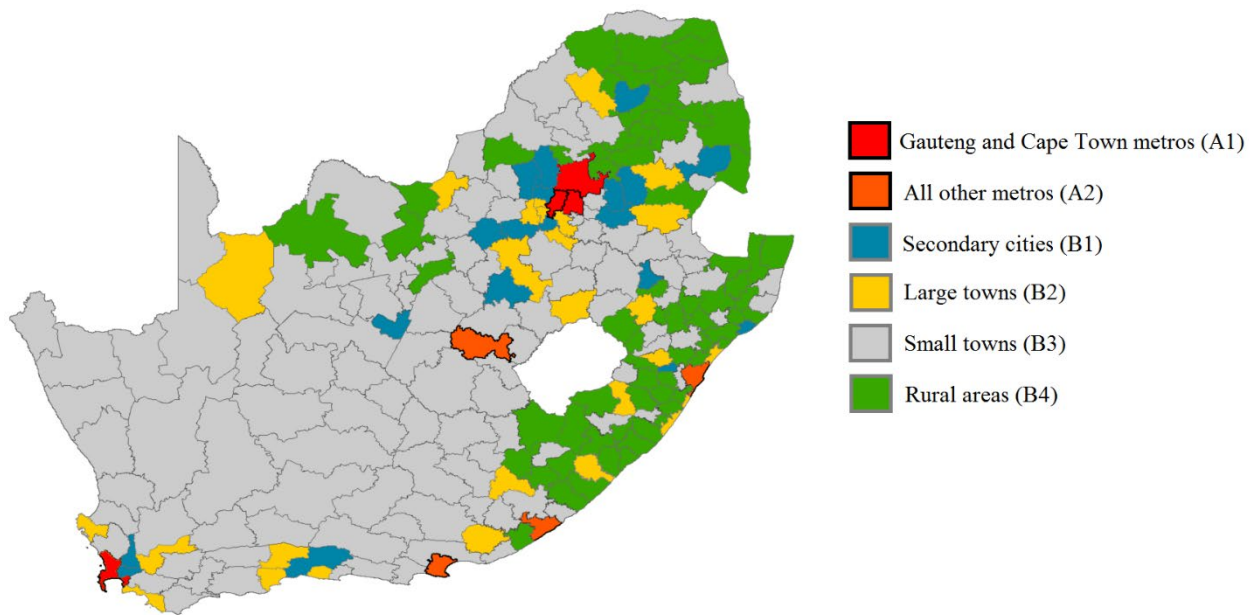 Gauteng and Cape Town metros (A1)
All other metros (A2)
Secondary cities (B1)
Large towns (B2)
Small towns (B3)
Rural areas (B4)